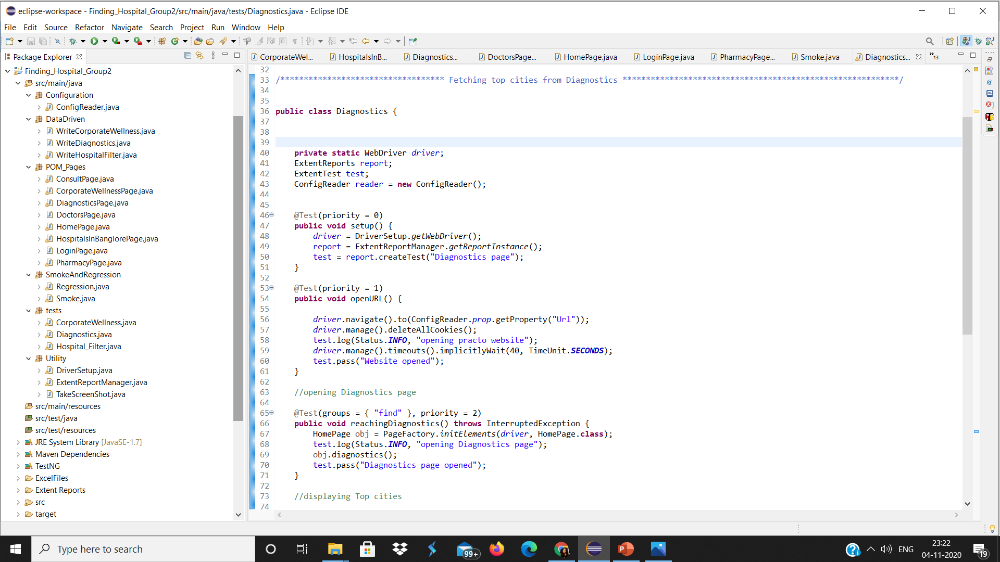 eclipse-workspace - Finding_Hospital_Group2/src/main/java/tests/Diagnostics.java - Eclipse IDE
File Edit Source Refactor Navigate Search Project Run Window Help
Package Explorer
Finding_Hospital_Group2
src/main/java
Configuration
ConfigReader.java
DataDriven
WriteCorporateWellness.java
WriteDiagnostics.java
WriteHospitalFilter.java
POM_Pages
ConsultPage.java
CorporateWellnessPage.java
DiagnosticsPage.java
DoctorsPage.java
HomePage.java
HospitalsInBanglorePage.java
LoginPage.java
PharmacyPage.java
SmokeAndRegression
Regression.java
Smoke.java
tests
CorporateWellness.java
Diagnostics.java
Hospital_Filter.java
Utility
DriverSetup.java
ExtentReportManager.java
TakeScreenShot.java
src/main/resources
src/test/java
src/test/resources
JRE System Library [JavaSE-1.7]
Maven Dependencies
TestNG
ExcelFiles
Extent Reports
src
target
CorporateWel... HospitalsInB... Diagnostics... DoctorsPage... HomePage.java LoginPage.java PharmacyPage... Smoke.java Diagnostics... »13
32
33 /*********************************** Fetching top cities from Diagnostics ***********************************************************/
34
35
36 public class Diagnostics {
37
38
39
40 private static WebDriver driver;
41 ExtentReports report;
42 ExtentTest test;
43 ConfigReader reader = new ConfigReader();
44
45
46 @Test(priority = 0)
47 public void setup() {
48 driver = DriverSetup.getWebDriver();
49 report = ExtentReportManager.getReportInstance();
50 test = report.createTest("Diagnostics page");
51 }
52
53 @Test(priority = 1)
54 public void openURL() {
55
56 driver.navigate().to(ConfigReader.prop.getProperty("Url"));
57 driver.manage().deleteAllCookies();
58 test.log(Status.INFO, "opening practo website");
59 driver.manage().timeouts().implicitlyWait(40, TimeUnit.SECONDS);
60 test.pass("Website opened");
61 }
62
63 //opening Diagnostics page
64
65 @Test(groups = { "find" }, priority = 2)
66 public void reachingDiagnostics() throws InterruptedException {
67 HomePage obj = PageFactory.initElements(driver, HomePage.class);
68 test.log(Status.INFO, "opening Diagnostics page");
69 obj.diagnostics();
70 test.pass("Diagnostics page opened");
71 }
72
73 //displaying Top cities
74
Type here to search
99+
ENG
23:22
04-11-2020
19